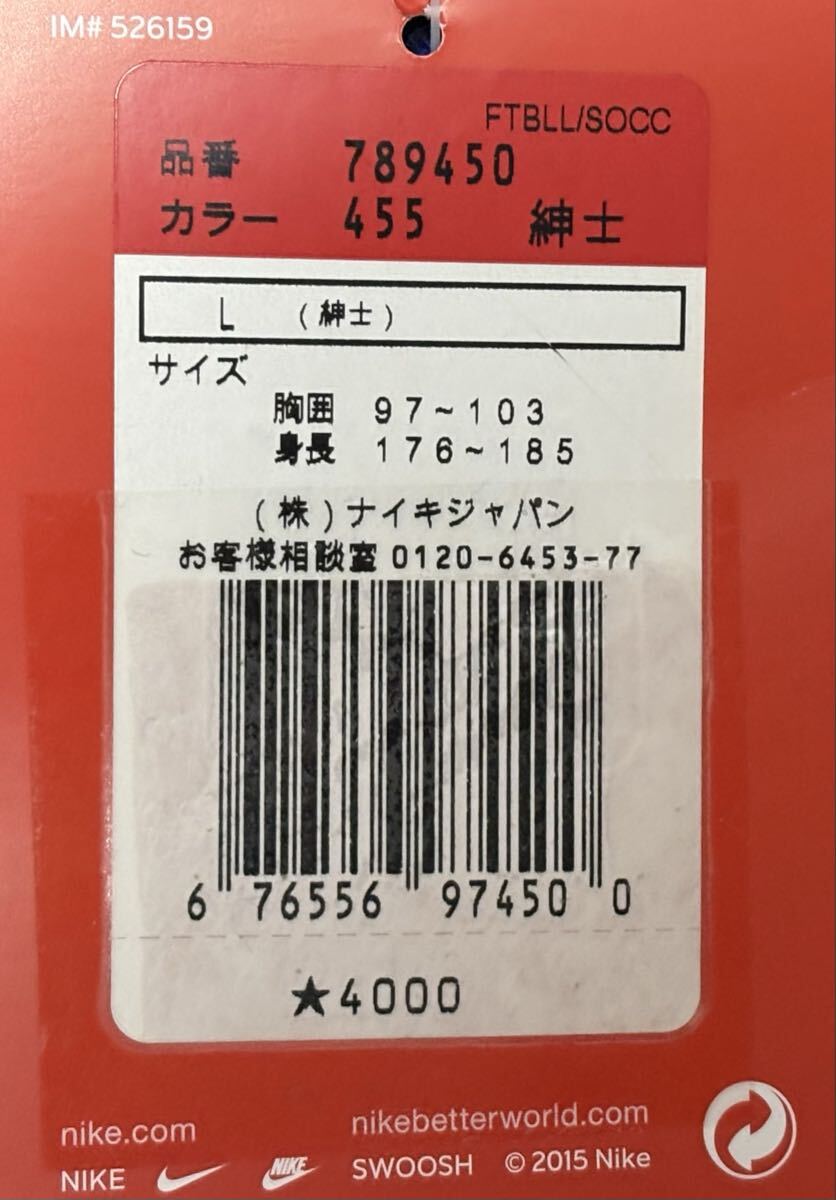 IM# 526159
FTBLL/SOCC
品番 789450
カラー 455 紳士
L (紳士)
サイズ
胸囲 97~103
身長 176~185
(株)ナイキジャパン
お客様相談室 0120-6453-77
6 76556 97450 0
★4000
nike.com nikebetterworld.com
NIKE NIKE SWOOSH © 2015 Nike